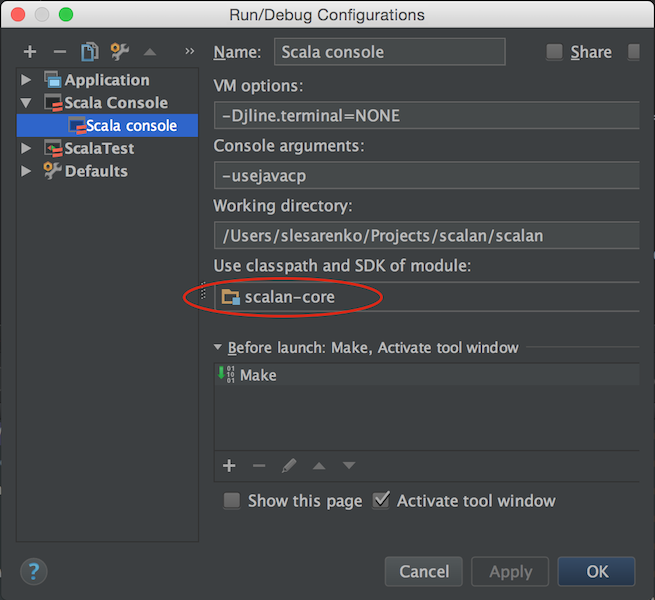 Run/Debug Configurations
»
Name: Scala console
Share
Application
Scala Console
Scala console
ScalaTest
Defaults
VM options:
-Djline.terminal=NONE
Console arguments:
-usejavacp
Working directory:
/Users/slesarenko/Projects/scalan/scalan
Use classpath and SDK of module:
scalan-core
Before launch: Make, Activate tool window
Make
Show this page
Activate tool window
?
Cancel
Apply
OK